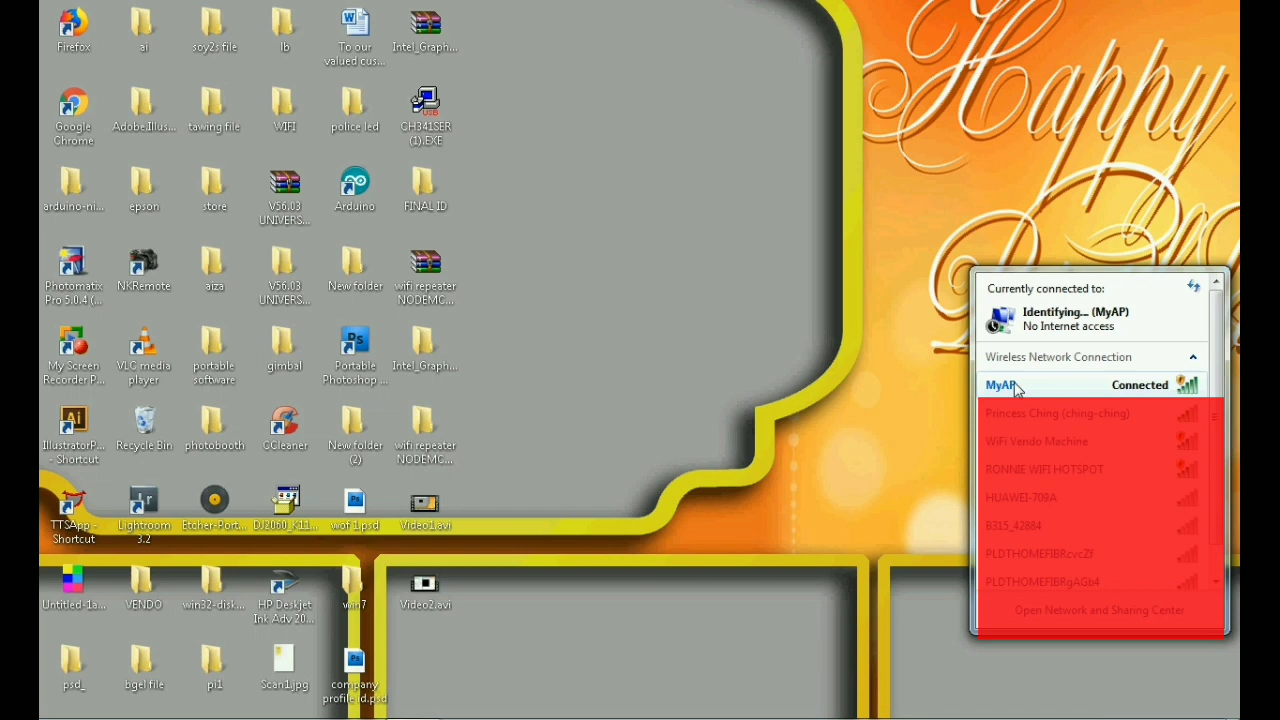 Firefox
ai
soy2s file
lb
To our
valued cus...
Intel_Graph...
Google
Chrome
Adobe.Illus...
tawing file
WIFI
police led
CH341SER
(1).EXE
arduino-ni...
epson
store
V56.03
UNIVERS...
Arduino
FINAL ID
Photomatix
Pro 5.0.4 (...
NKRemote
aiza
V56.03
UNIVERS...
New folder
wifi repeater
NODEMC...
My Screen
Recorder P...
VLC media
player
portable
software
gimbal
Portable
Photoshop ...
Intel_Graph...
IllustratorP...
- Shortcut
Recycle Bin
photobooth
CCleaner
New folder
(2)
wifi repeater
NODEMC...
TTSApp -
Shortcut
Lightroom
3.2
Etcher-Port...
DJ2060_K11...
wof 1.psd
Video1.avi
Untitled-1a...
VENDO
win32-disk...
HP Deskjet
Ink Adv 20...
win7
Video2.avi
psd_
bgel file
pi1
Scan1.jpg
company
profile id.psd
Happy
Currently connected to:
Identifying... (MyAP)
No Internet access
Wireless Network Connection
MyAP Connected
Princess Ching (ching-ching)
WiFi Vendo Machine
RONNIE WIFI HOTSPOT
HUAWEI-709A
B315_42884
PLDTHOMEFIBRcvcZf
PLDTHOMEFIBRgAGb4
Open Network and Sharing Center